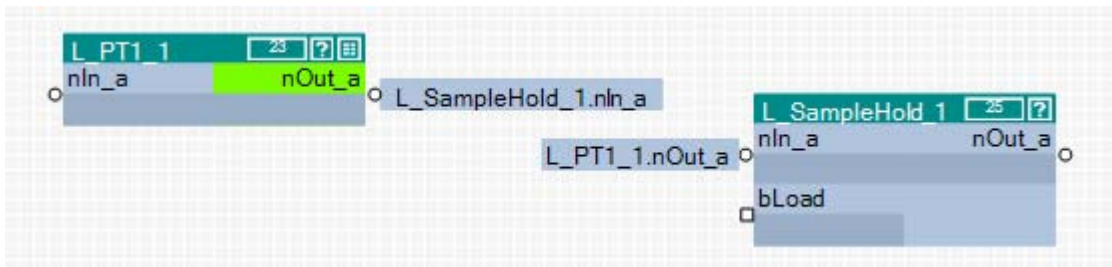 L_PT1_1 23 ?
nIn_a nOut_a
L_SampleHold_1.nIn_a
L_SampleHold_1 25 ?
L_PT1_1.nOut_a
nIn_a nOut_a
bLoad